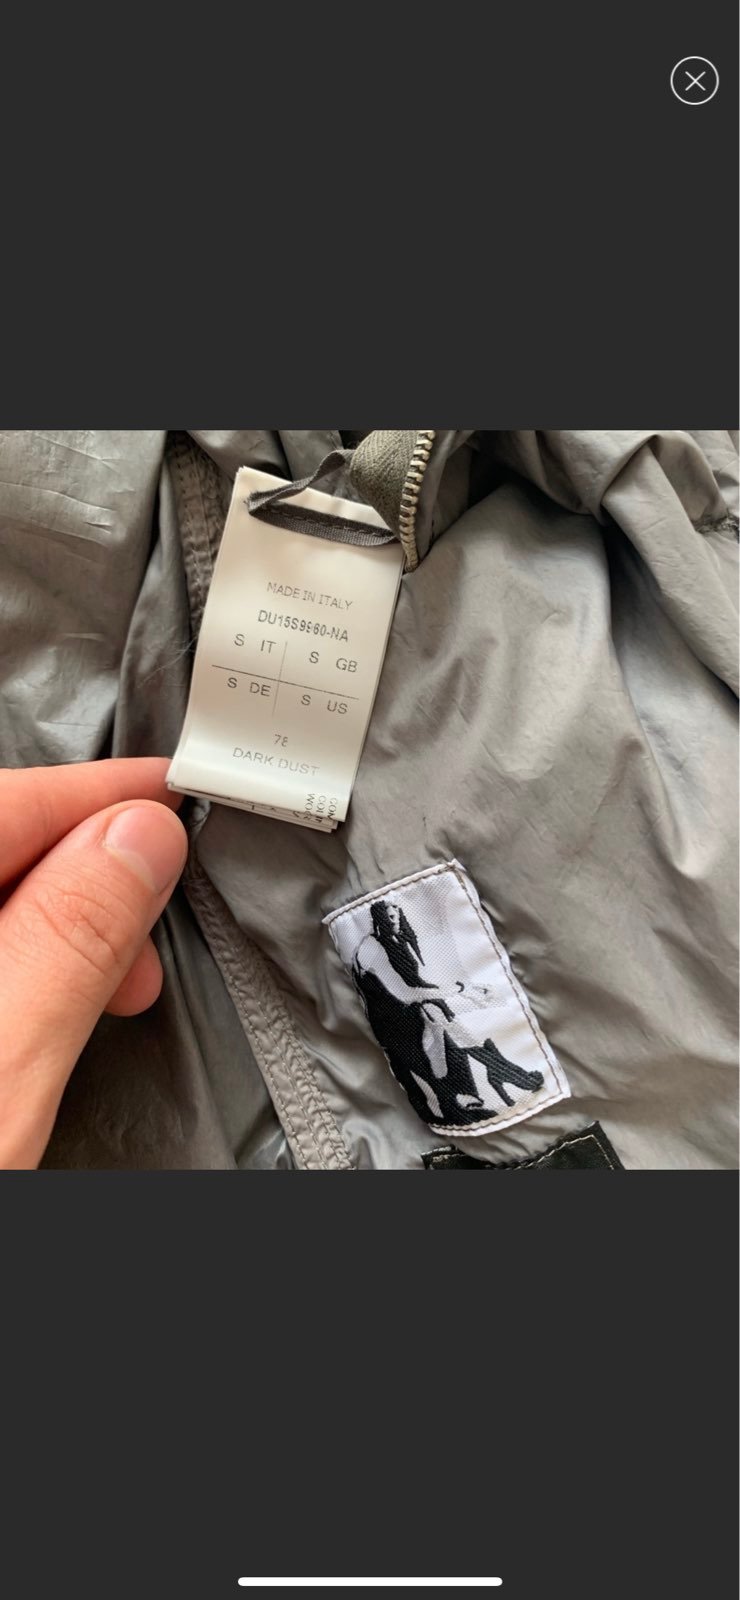 MADE IN ITALY
DU15S9960-NA
S IT S GB
S DE S US
78
DARK DUST